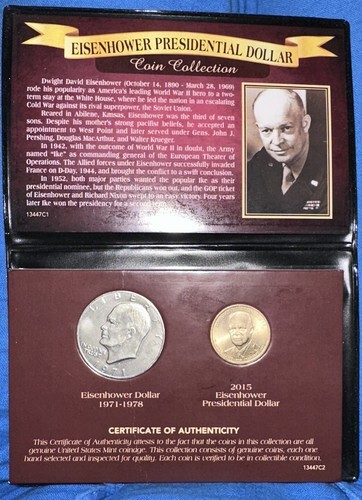 EISENHOWER PRESIDENTIAL DOLLAR
Coin Collection
Dwight David Eisenhower (October 14, 1890 - March 28, 1969)
rode his popularity as America's leading World War II hero to a two-
term stay at the White House, where he led the nation in an escalating
Cold War against its rival superpower, the Soviet Union.
Reared in Abilene, Kansas, Eisenhower was the third of seven
sons. Despite his mother's strong pacifist beliefs, he accepted an
appointment to West Point and later served under Gens. John J.
Pershing, Douglas MacArthur, and Walter Krueger.
In 1942, with the outcome of World War II in doubt, the Army
named "Ike" as commanding general of the European Theater of
Operations. The Allied forces under Eisenhower successfully invaded
France on D-Day, 1944, and brought the conflict to a swift conclusion.
In 1952, both major parties wanted the popular Ike as their
presidential nominee, but the Republicans won out, and the GOP ticket
of Eisenhower and Richard Nixon swept to an easy victory. Four years
later Ike won the presidency for a second term.
13447C1
LIBERTY
IN GOD
WE TRUST
1971
Eisenhower Dollar
1971-1978
2015
Eisenhower
Presidential Dollar
CERTIFICATE OF AUTHENTICITY
This Certificate of Authenticity attests to the fact that the coins in this collection are all
genuine United States Mint coinage. This collection consists of genuine coins, each one
hand selected and inspected for quality. Each coin is verified to be in collectible condition.
13447C2